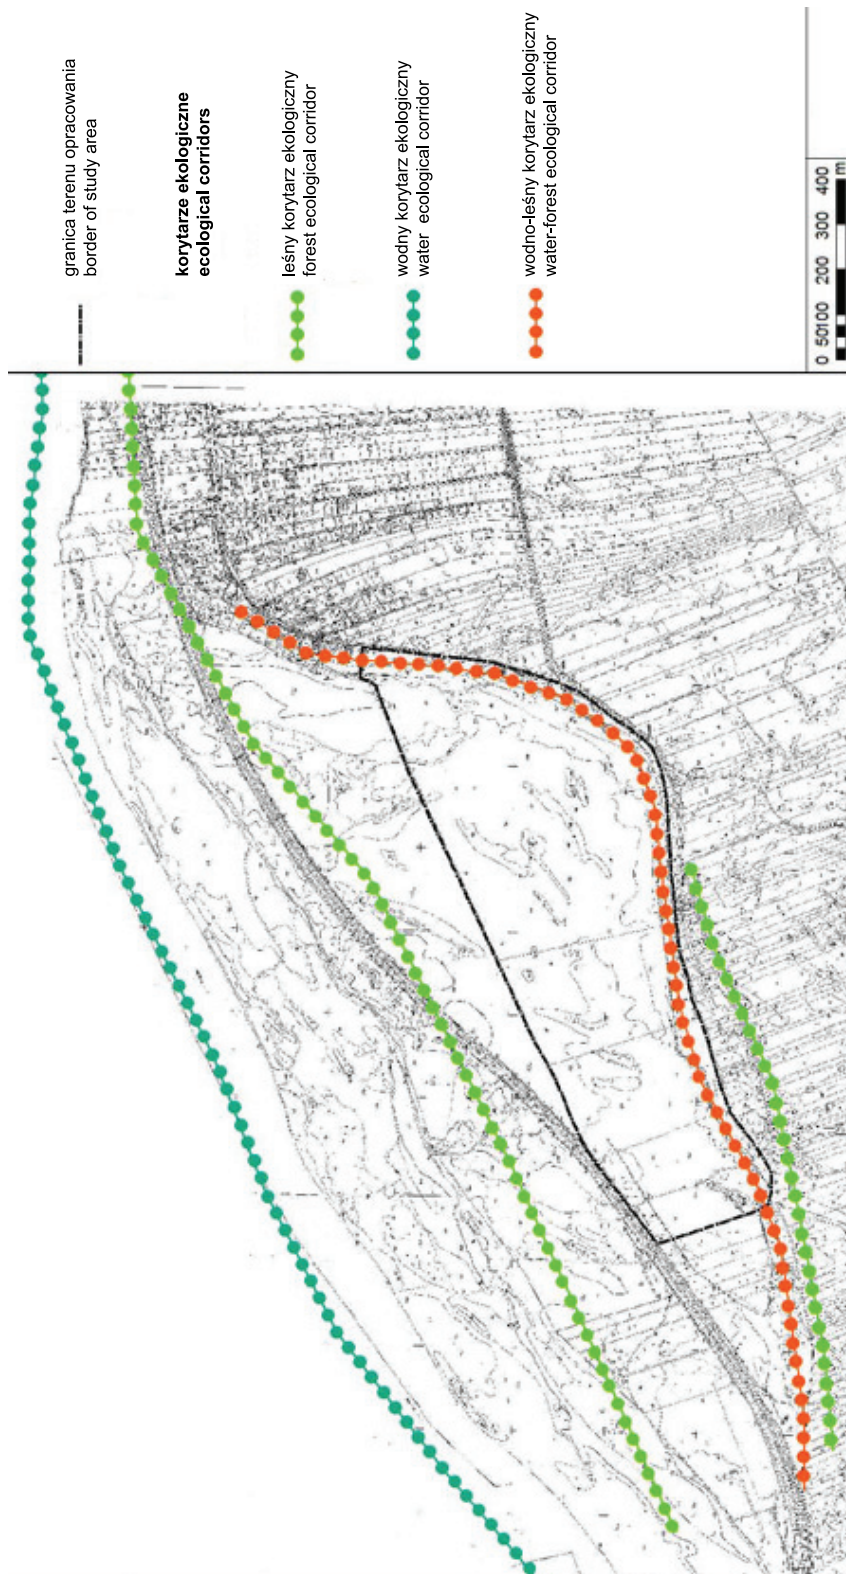 granica terenu opracowania
border of study area
korytarze ekologiczne
ecological corridors
leśny korytarz ekologiczny
forest ecological corridor
wodny korytarz ekologiczny
water ecological corridor
wodno-leśny korytarz ekologiczny
water-forest ecological corridor
0 50100 200 300 400
m